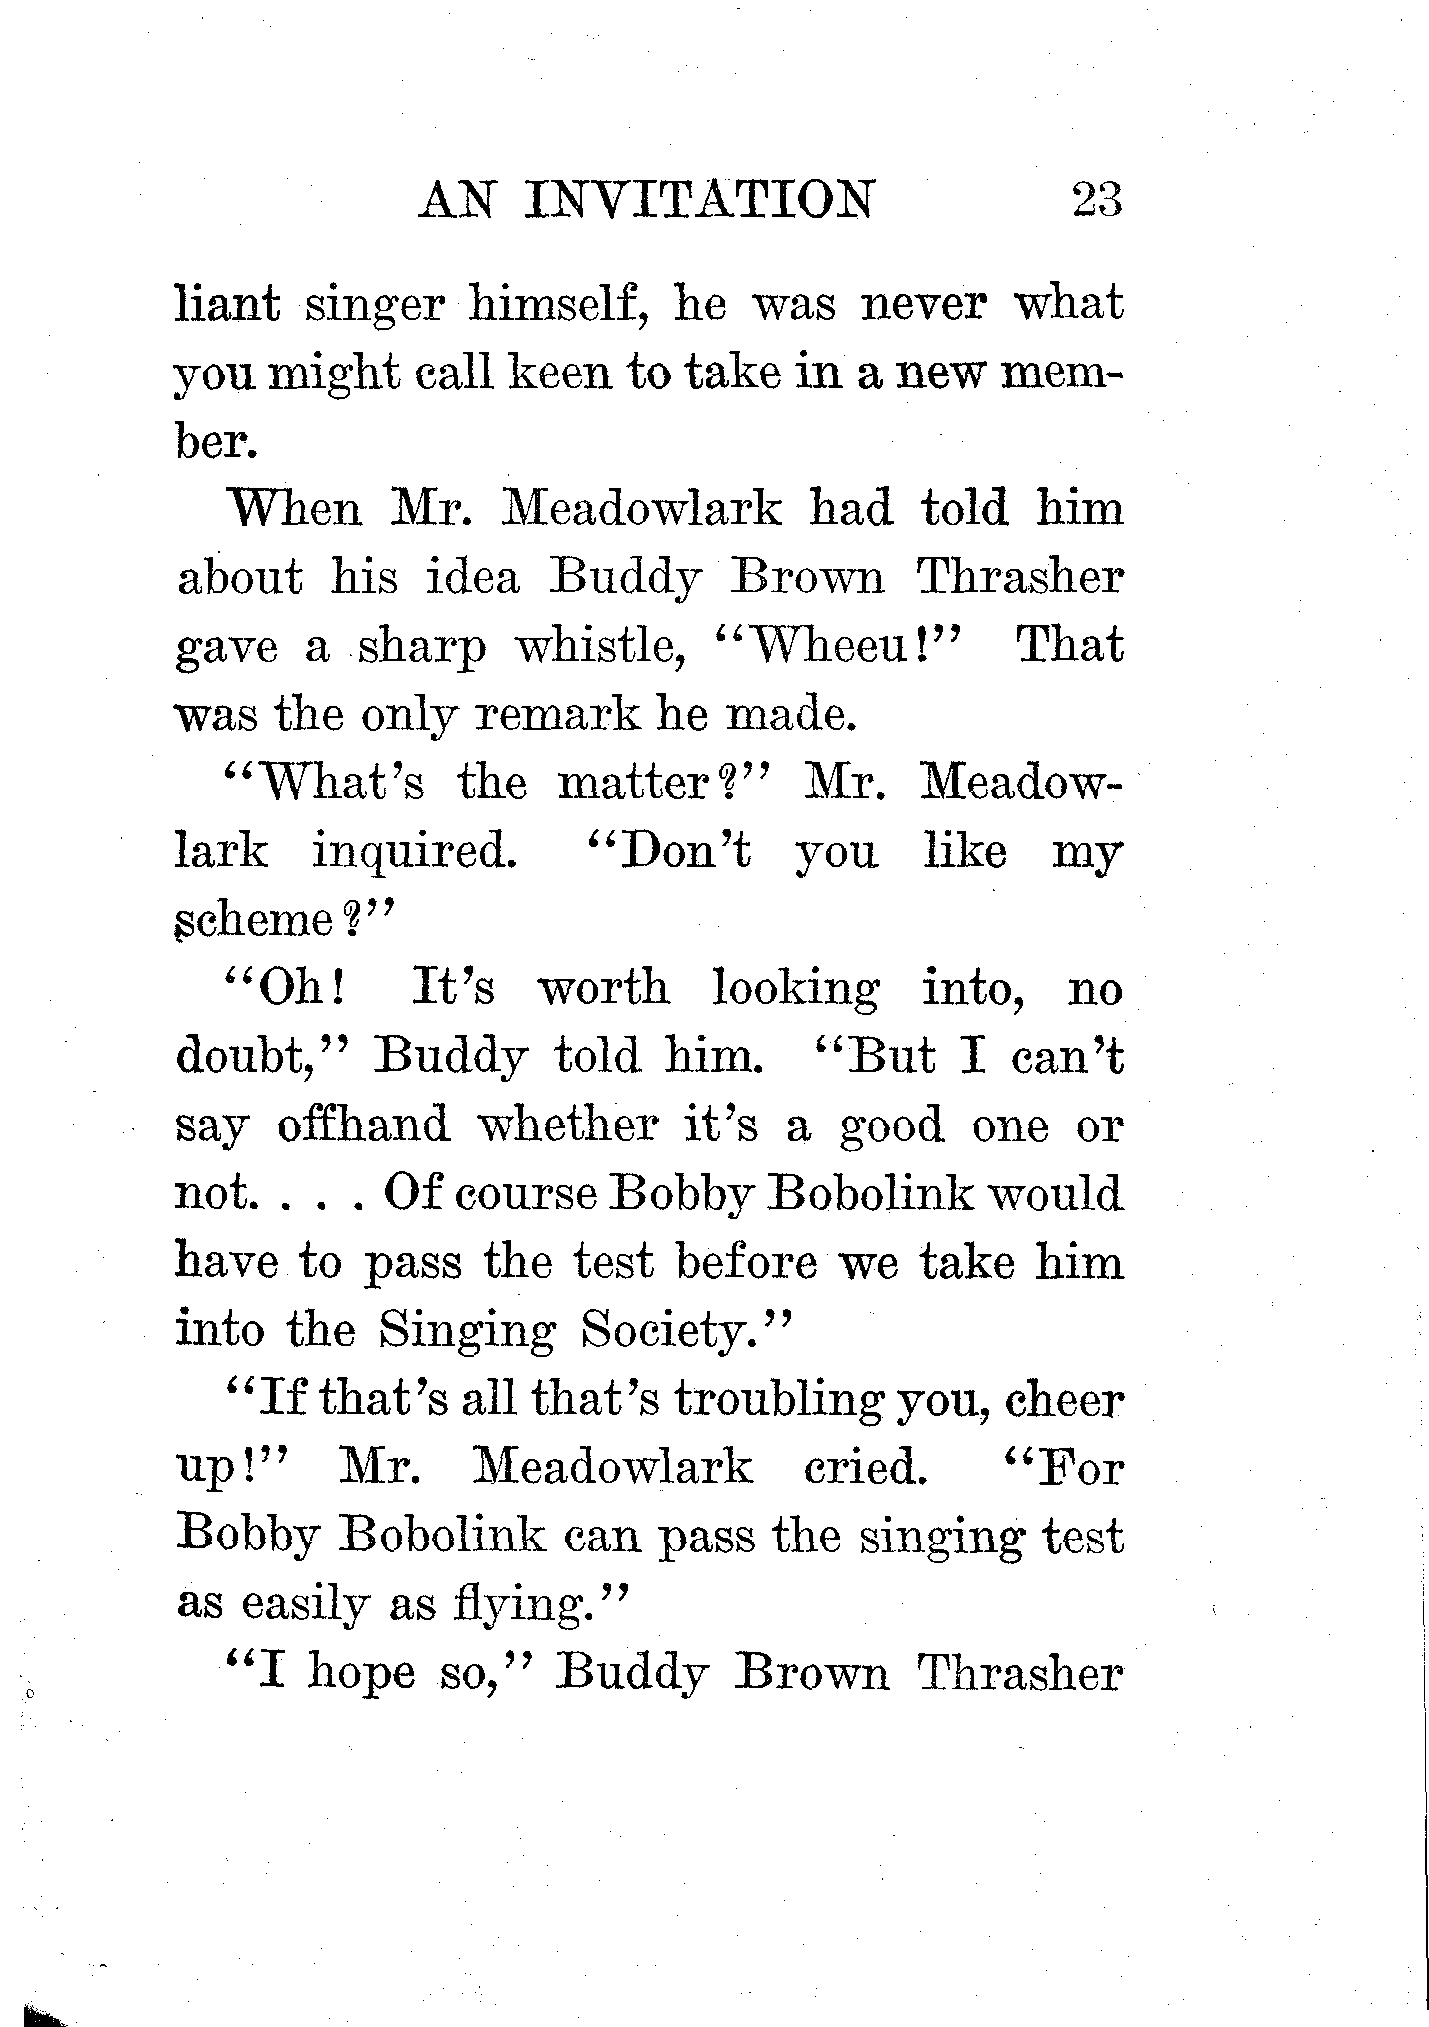 AN INVITATION 23
liant singer himself, he was never what
you might call keen to take in a new mem-
ber.
When Mr. Meadowlark had told him
about his idea Buddy Brown Thrasher
gave a sharp whistle, "Wheeu!" That
was the only remark he made.
"What's the matter?" Mr. Meadow-
lark inquired. "Don't you like my
scheme?"
"Oh! It's worth looking into, no
doubt," Buddy told him. "But I can't
say offhand whether it's a good one or
not. . . . Of course Bobby Bobolink would
have to pass the test before we take him
into the Singing Society."
"If that's all that's troubling you, cheer
up!" Mr. Meadowlark cried. "For
Bobby Bobolink can pass the singing test
as easily as flying."
"I hope so," Buddy Brown Thrasher